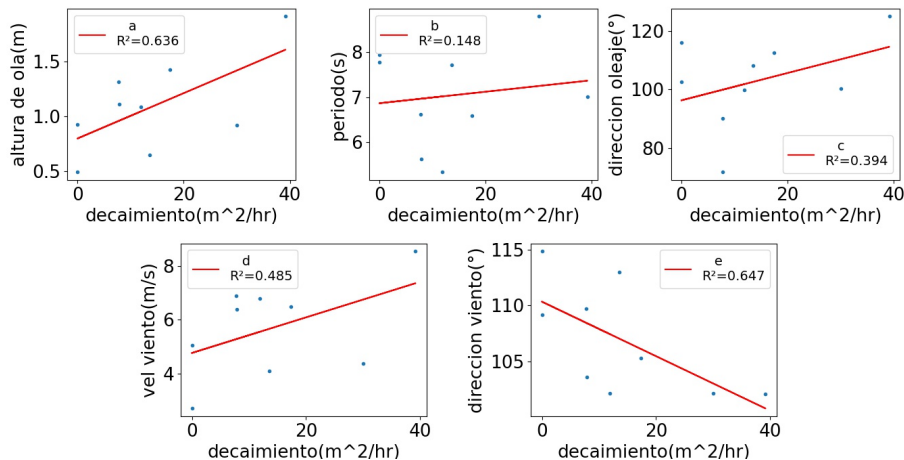 a
R²=0.636
altura de ola(m)
1.5
1.0
0.5
0 20 40
decaimiento(m^2/hr)
b
R²=0.148
periodo(s)
8
7
6
0 20 40
decaimiento(m^2/hr)
direccion oleaje(°)
120
100
80
c
R²=0.394
0 20 40
decaimiento(m^2/hr)
d
R²=0.485
vel viento(m/s)
8
6
4
0 20 40
decaimiento(m^2/hr)
e
R²=0.647
direccion viento(°)
115
110
105
0 20 40
decaimiento(m^2/hr)